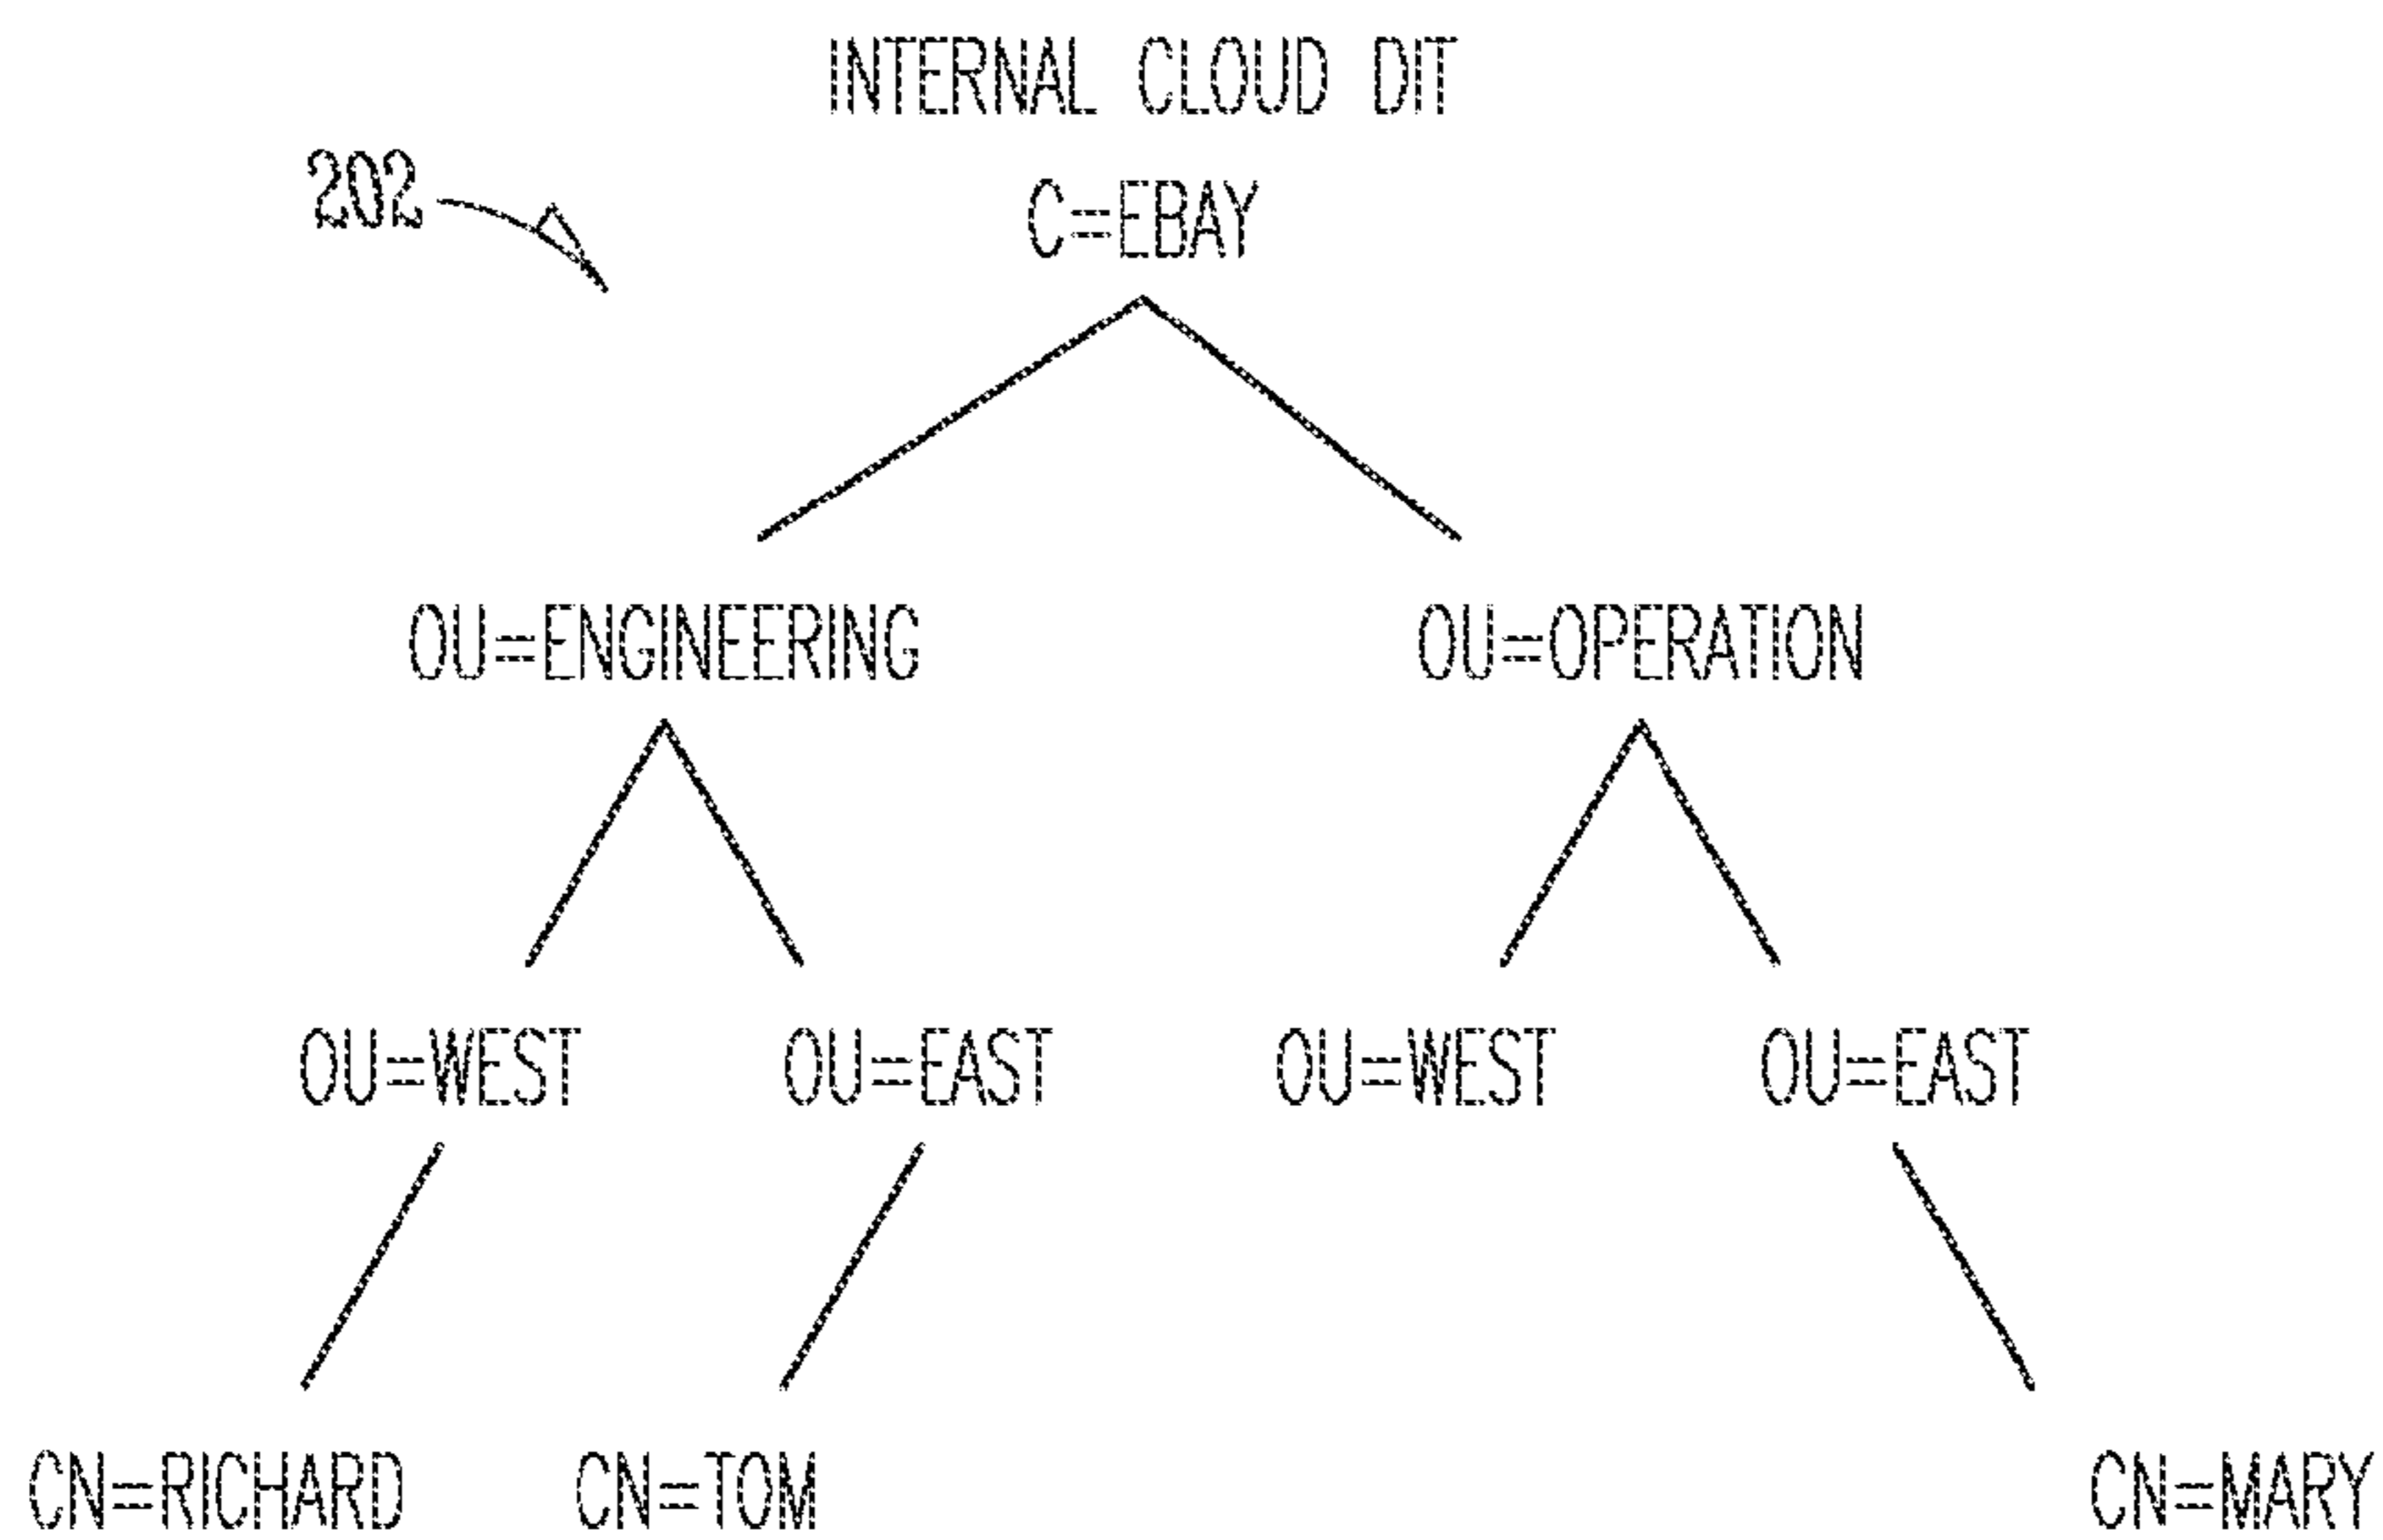 INTERNAL CLOUD DIT
202
C=EBAY
OU=ENGINEERING OU=OPERATION
OU=WEST OU=EAST OU=WEST OU=EAST
CN=RICHARD CN=TOM CN=MARY